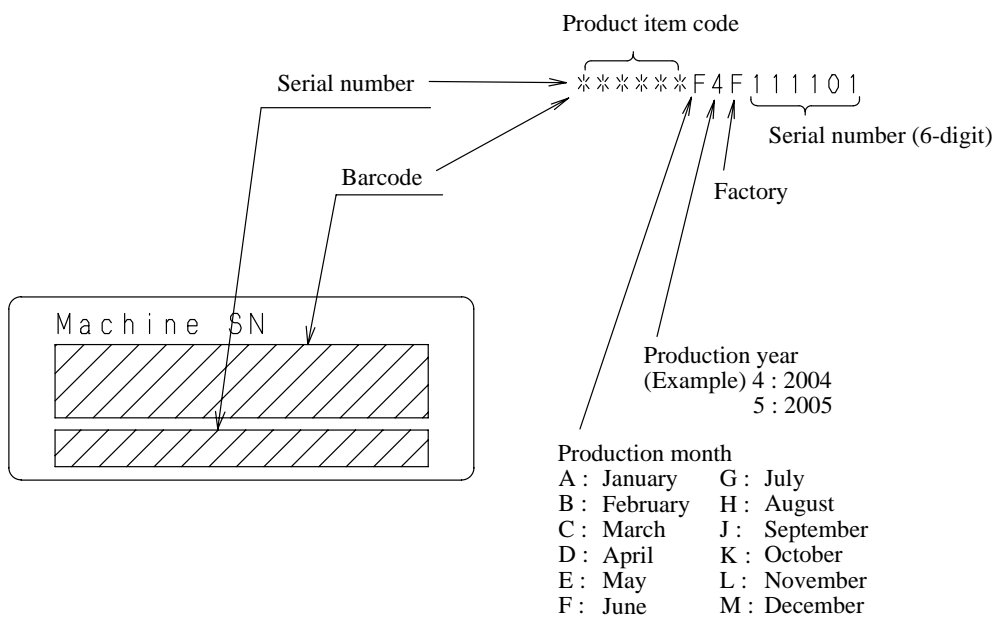 Product item code
Serial number
******F4F111101
Serial number (6-digit)
Barcode
Factory
Machine SN
Production year
(Example) 4 : 2004
5 : 2005
Production month
A : January G : July
B : February H : August
C : March J : September
D : April K : October
E : May L : November
F : June M : December